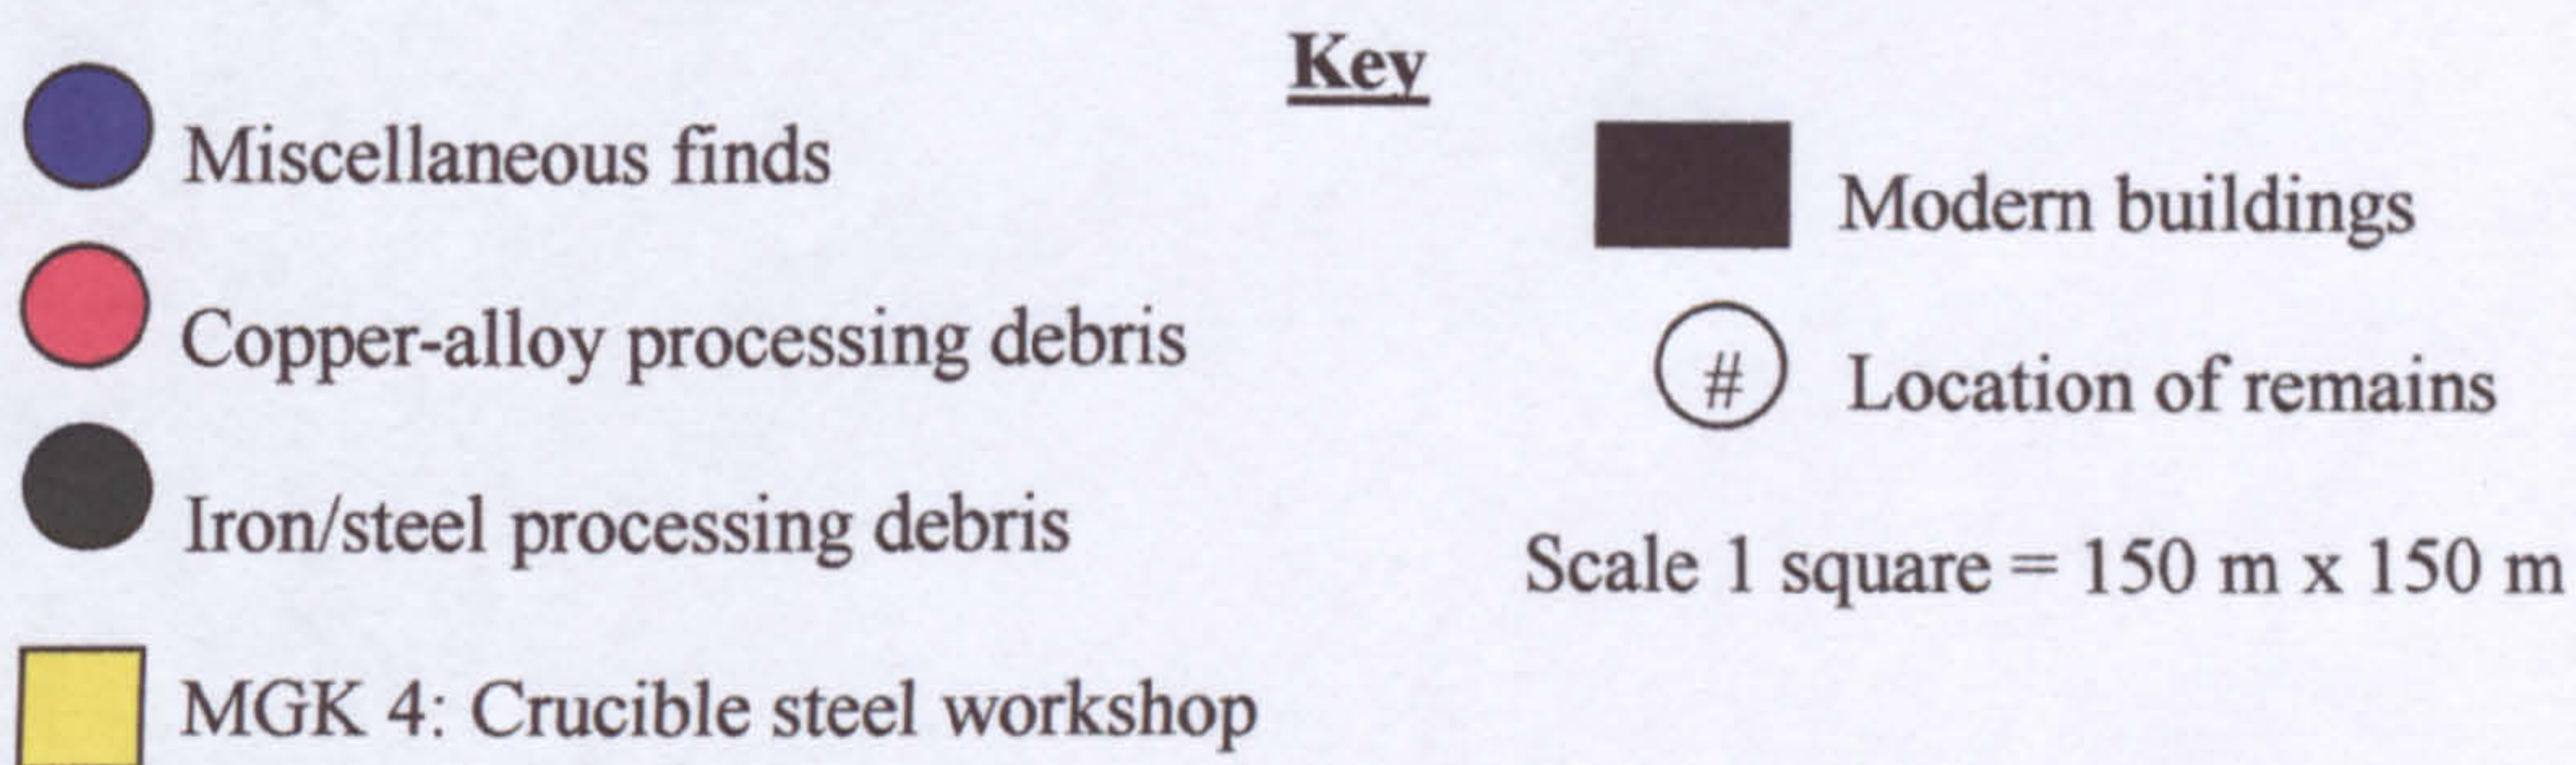 Key
Miscellaneous finds
Copper-alloy processing debris
Iron/steel processing debris
MGK 4: Crucible steel workshop
Modern buildings
# Location of remains
Scale 1 square = 150 m x 150 m